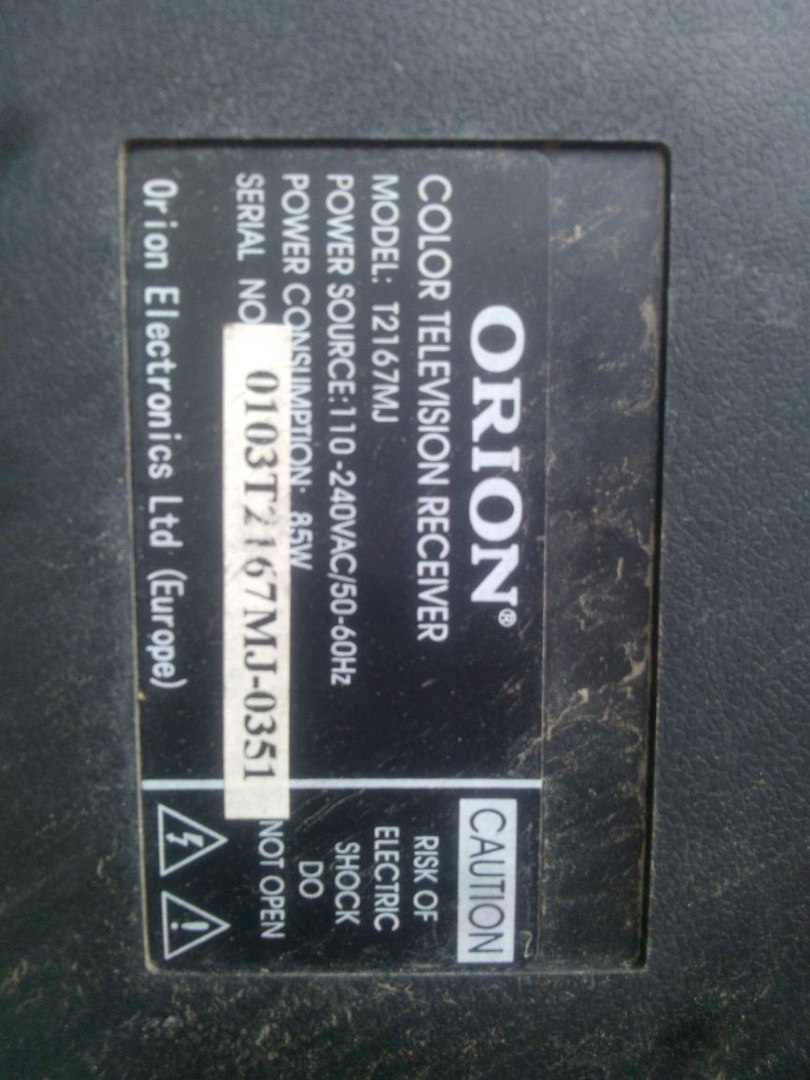 ORION®
COLOR TELEVISION RECEIVER
MODEL: T2167MJ
POWER SOURCE:110-240VAC/50-60Hz
POWER CONSUMPTION: 85W
SERIAL NO
0103T2167MJ-0351
Orion Electronics Ltd (Europe)
CAUTION
RISK OF
ELECTRIC
SHOCK
DO
NOT OPEN